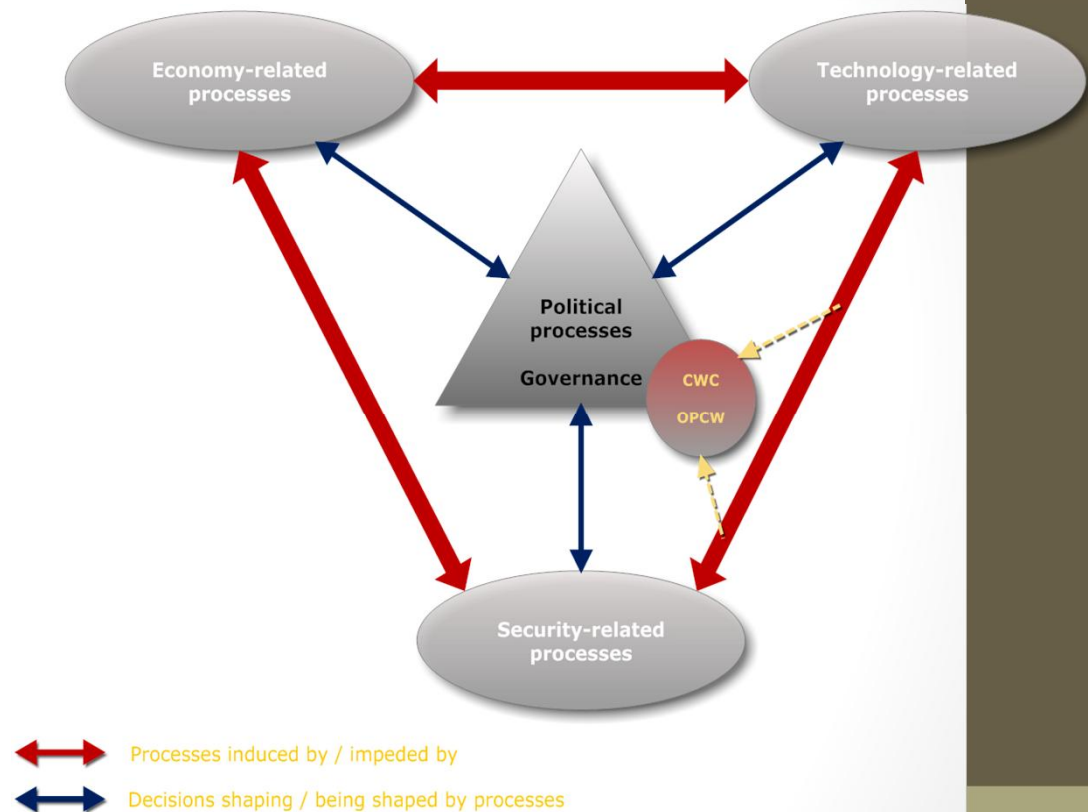 Economy-related
processes
Technology-related
processes
Political
processes
Governance
CWC
OPCW
Security-related
processes
Processes induced by / impeded by
Decisions shaping / being shaped by processes